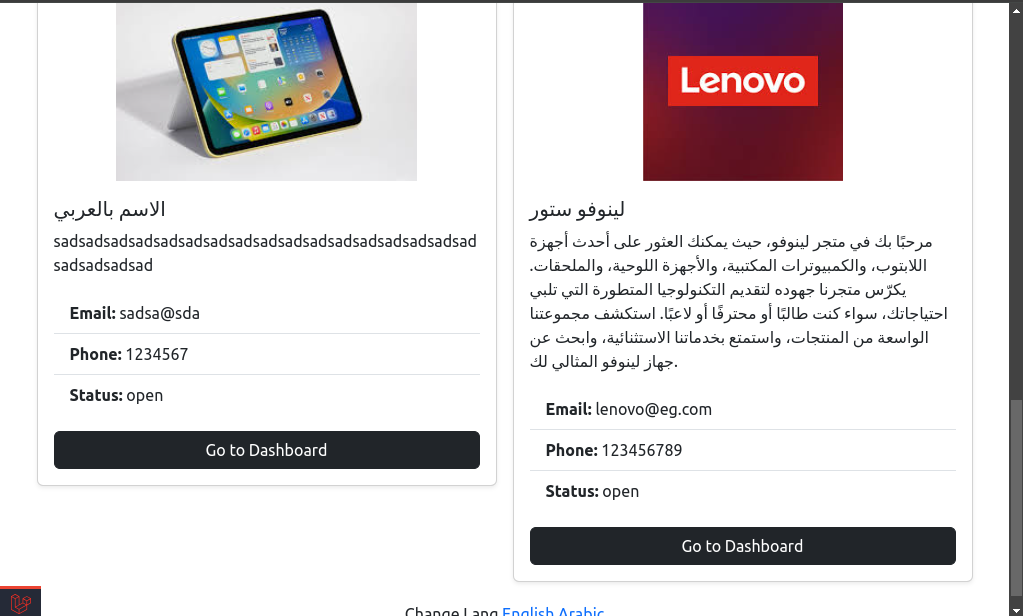 الاسم بالعربي
sadsadsadsadsadsadsadsadsadsadsadsadsadsadsadsadsad
sadsadsadsad
Email: sadsa@sda
Phone: 1234567
Status: open
Go to Dashboard
Lenovo
لينوفو ستور
مرحبًا بك في متجر لينوفو، حيث يمكنك العثور على أحدث أجهزة
اللابتوب، والكمبيوترات المكتبية، والأجهزة اللوحية، والملحقات.
يكرّس متجرنا جهوده لتقديم التكنولوجيا المتطورة التي تلبي
احتياجاتك، سواء كنت طالبًا أو محترفًا أو لاعبًا. استكشف مجموعتنا
الواسعة من المنتجات، واستمتع بخدماتنا الاستثنائية، وابحث عن
جهاز لينوفو المثالي لك.
Email: lenovo@eg.com
Phone: 123456789
Status: open
Go to Dashboard
Change Lang English Arabic